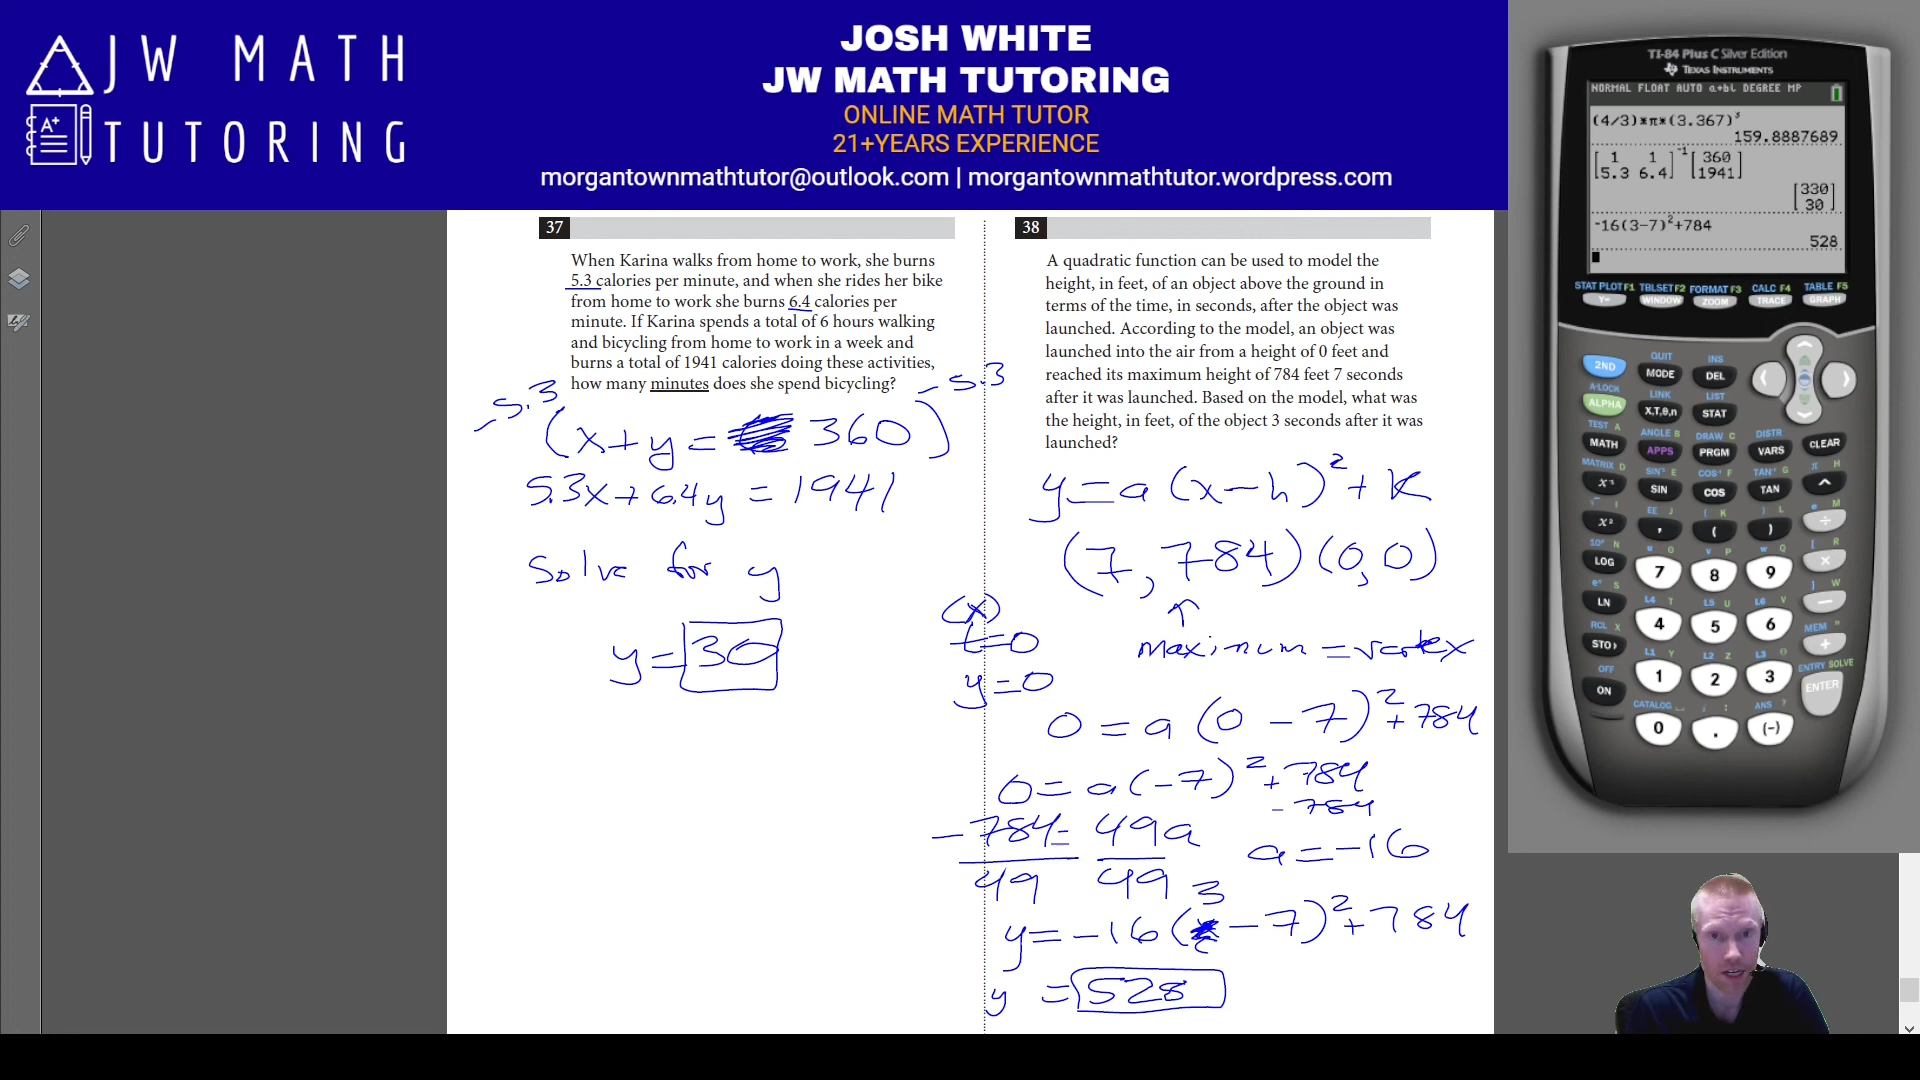 JW MATH
A+
TUTORING
JOSH WHITE
JW MATH TUTORING
ONLINE MATH TUTOR
21+YEARS EXPERIENCE
morgantownmathtutor@outlook.com | morgantownmathtutor.wordpress.com
37
When Karina walks from home to work, she burns
5.3 calories per minute, and when she rides her bike
from home to work she burns 6.4 calories per
minute. If Karina spends a total of 6 hours walking
and bicycling from home to work in a week and
burns a total of 1941 calories doing these activities,
how many minutes does she spend bicycling?
-5.3 (x+y= 360) -5.3
5.3x+6.4y = 1941
Solve for y
y=30
38
A quadratic function can be used to model the
height, in feet, of an object above the ground in
terms of the time, in seconds, after the object was
launched. According to the model, an object was
launched into the air from a height of 0 feet and
reached its maximum height of 784 feet 7 seconds
after it was launched. Based on the model, what was
the height, in feet, of the object 3 seconds after it was
launched?
y=a(x-h)²+k
(7, 784) (0,0)
↑
maximum = vertex
(x)
t=0
y=0
0 = a(0-7)²+784
0=a(-7)²+784
-784
-784 = 49a
49 49
a=-16
3
y=-16( -7)²+784
y =528
TI-84 Plus C Silver Edition
TEXAS INSTRUMENTS
NORMAL FLOAT AUTO a+bi DEGREE MP
(4/3)*π*(3.367)³
159.8887689
[1 1]⁻¹[360]
[5.3 6.4] [1941]
[330]
[30]
-16(3-7)²+784
528
STAT PLOT F1 TBLSET F2 FORMAT F3 CALC F4 TABLE F5
Y= WINDOW ZOOM TRACE GRAPH
QUIT INS
2ND MODE DEL
A-LOCK LINK LIST
ALPHA X,T,θ,n STAT
TEST A ANGLE B DRAW C DISTR
MATH APPS PRGM VARS CLEAR
MATRIX D SIN⁻¹ E COS⁻¹ F TAN⁻¹ G π H
x⁻¹ SIN COS TAN ^
√ I EE J { K } L e M
x² , ( ) ÷
10ˣ N u O v P w Q [ R
LOG 7 8 9 ×
eˣ S L4 T L5 U L6 V ] W
LN 4 5 6 −
RCL X L1 Y L2 Z L3 θ MEM "
STO› 1 2 3 +
OFF CATALOG ⎵ i : ANS ? ENTRY SOLVE
ON 0 . (−) ENTER